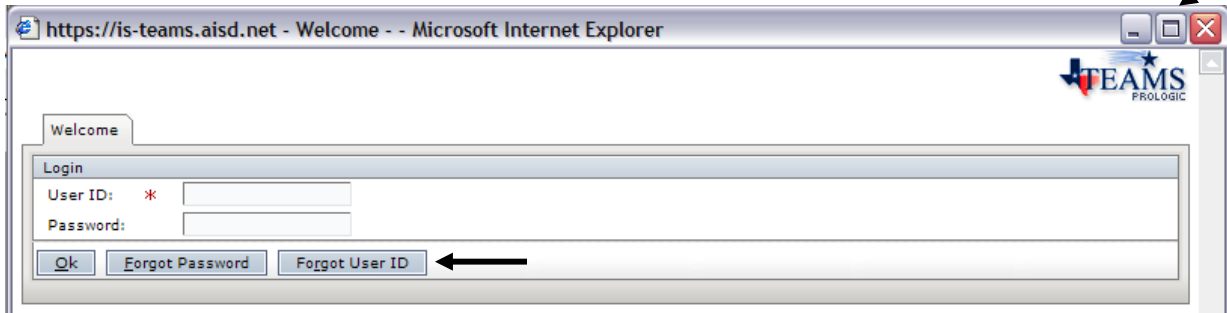 https://is-teams.aisd.net - Welcome - - Microsoft Internet Explorer
TEAMS
PROLOGIC
Welcome
Login
User ID: *
Password:
Ok Forgot Password Forgot User ID